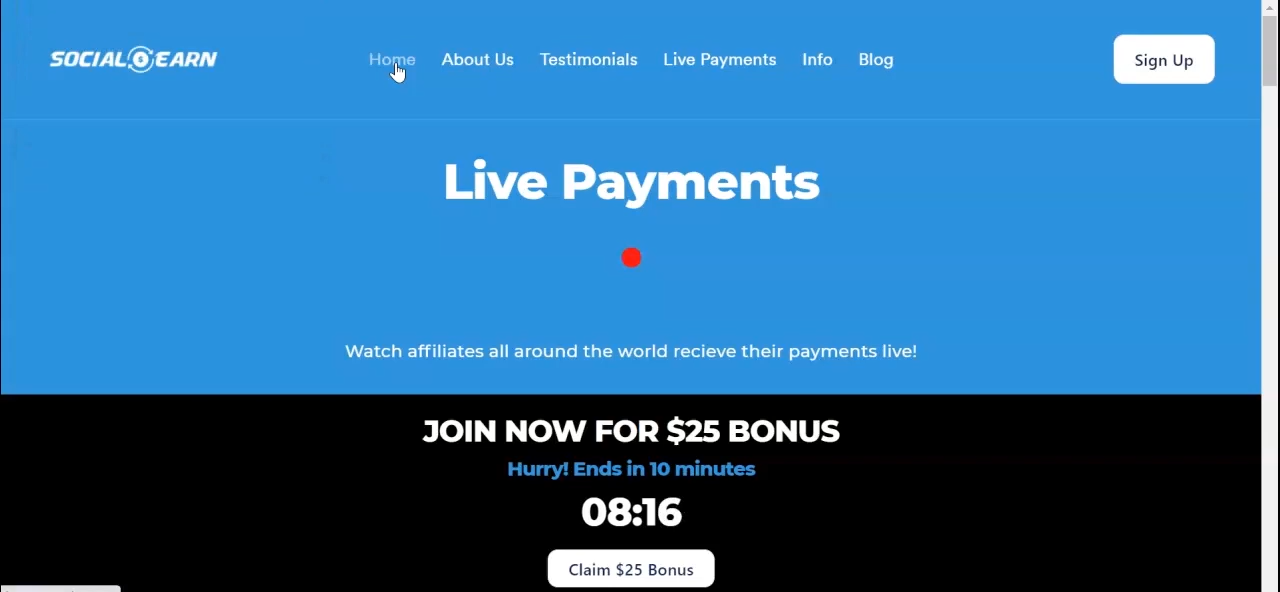 SOCIAL EARN
Home About Us Testimonials Live Payments Info Blog
Sign Up
Live Payments
Watch affiliates all around the world recieve their payments live!
JOIN NOW FOR $25 BONUS
Hurry! Ends in 10 minutes
08:16
Claim $25 Bonus